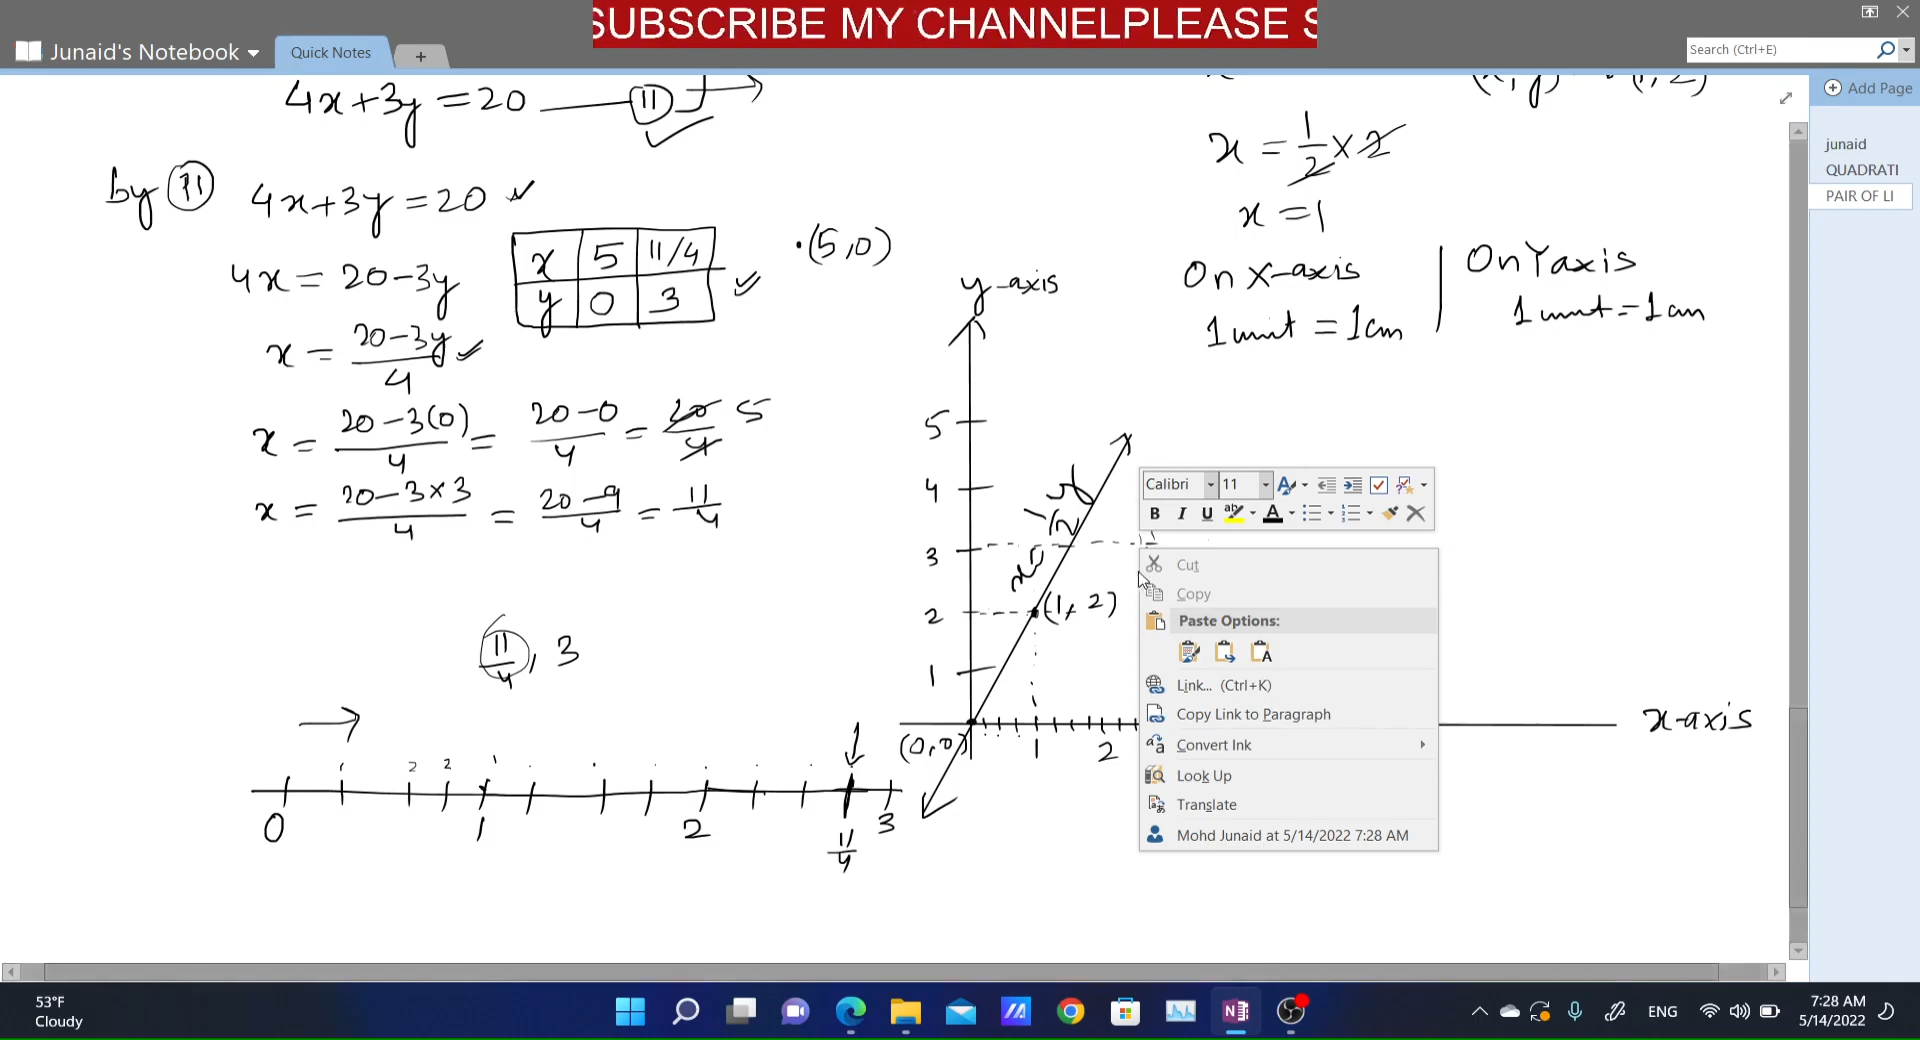 SUBSCRIBE MY CHANNELPLEASE S
Junaid's Notebook
Quick Notes
+
Search (Ctrl+E)
Add Page
junaid
QUADRATI
PAIR OF LI
4x+3y=20 —— (11)
by (11) 4x+3y=20
4x = 20-3y
x = 20-3y/4
x = 20-3(0)/4 = 20-0/4 = 20/4 5
x = 20-3×3/4 = 20-9/4 = 11/4
x 5 11/4
y 0 3
(5,0)
11/4, 3
0 1 2 11/4 3
x = 1/2 × 2
x = 1
On X-axis
1 unit = 1cm
On Y axis
1 unit = 1cm
y-axis
5
4
3
2
1
(1, 2)
(0,0) 1 2
x-axis
Calibri 11
B I U
Cut
Copy
Paste Options:
Link... (Ctrl+K)
Copy Link to Paragraph
Convert Ink
Look Up
Translate
Mohd Junaid at 5/14/2022 7:28 AM
53°F
Cloudy
ENG
7:28 AM
5/14/2022